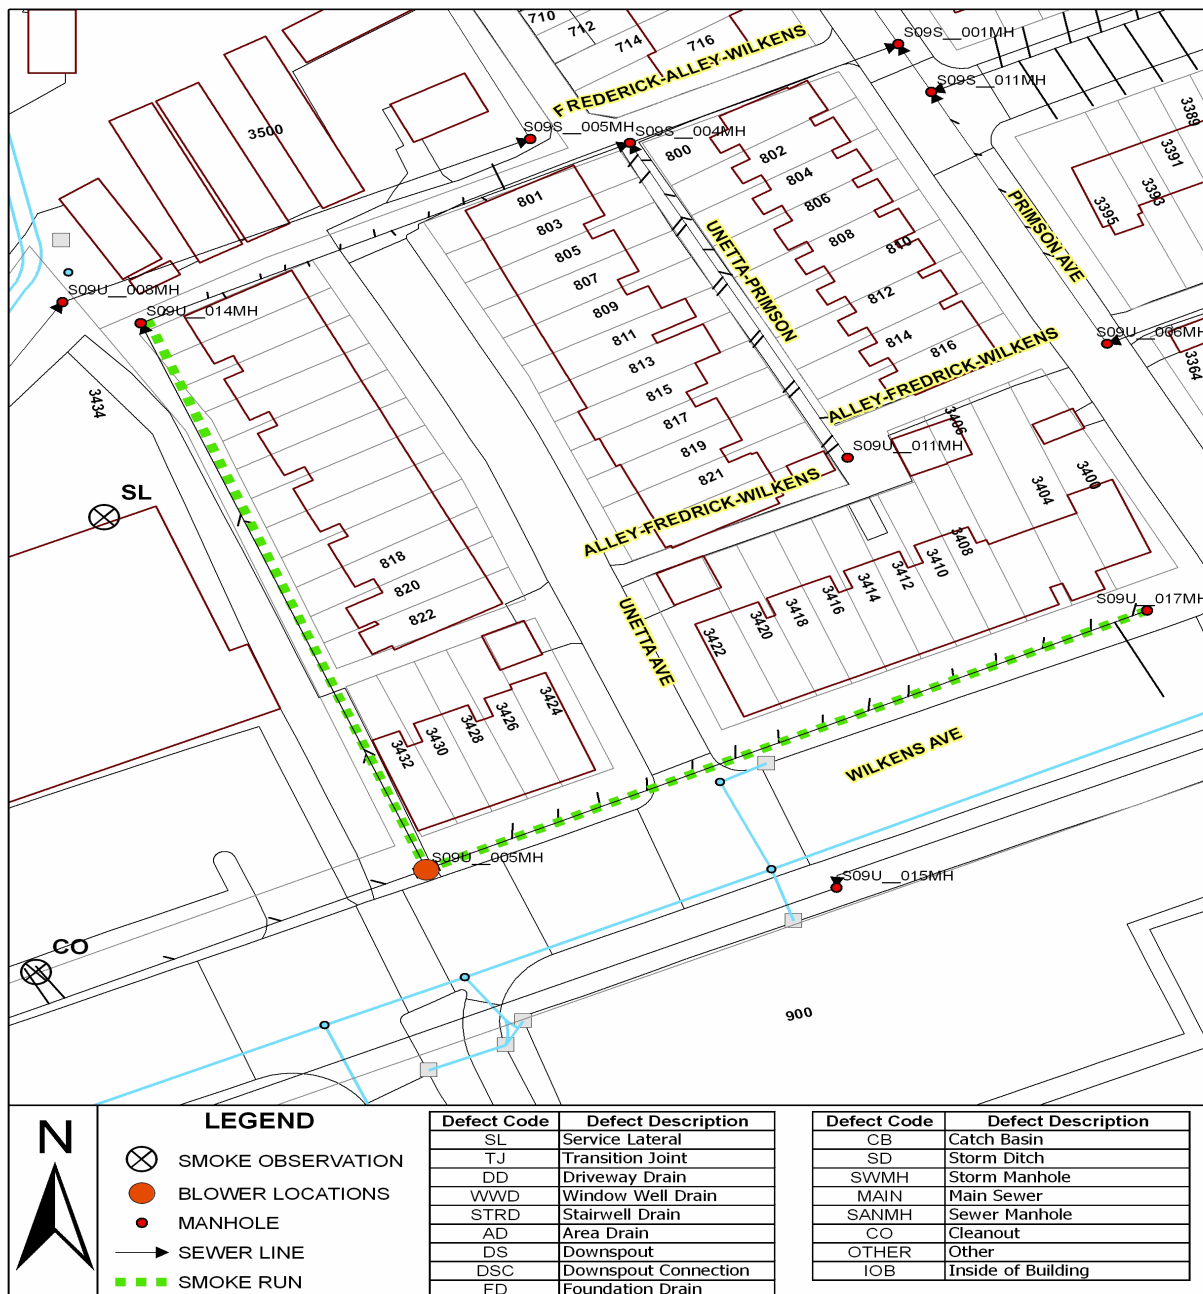 710
712
714
716
S09S__001MH
FREDERICK-ALLEY-WILKENS
S09S__011MH
3389
3391
3393
3395
3500
S09S__005MH
S09S__004MH
800
802
804
806
808
810
812
814
816
801
803
805
807
809
811
813
815
817
819
821
UNETTA-PRIMSON
PRIMSON AVE
S09U__008MH
S09U__014MH
S09U__006MH
3364
ALLEY-FREDRICK-WILKENS
3434
3406
S09U__011MH
SL
ALLEY-FREDRICK-WILKENS
3400
3404
3408
3410
3412
3414
3416
3418
3420
3422
818
820
822
UNETTA AVE
S09U__017MH
3424
3426
3428
3430
3432
WILKENS AVE
S09U__005MH
S09U__015MH
CO
900
N
LEGEND
SMOKE OBSERVATION
BLOWER LOCATIONS
MANHOLE
SEWER LINE
SMOKE RUN
Defect Code Defect Description
SL Service Lateral
TJ Transition Joint
DD Driveway Drain
WWD Window Well Drain
STRD Stairwell Drain
AD Area Drain
DS Downspout
DSC Downspout Connection
FD Foundation Drain
Defect Code Defect Description
CB Catch Basin
SD Storm Ditch
SWMH Storm Manhole
MAIN Main Sewer
SANMH Sewer Manhole
CO Cleanout
OTHER Other
IOB Inside of Building